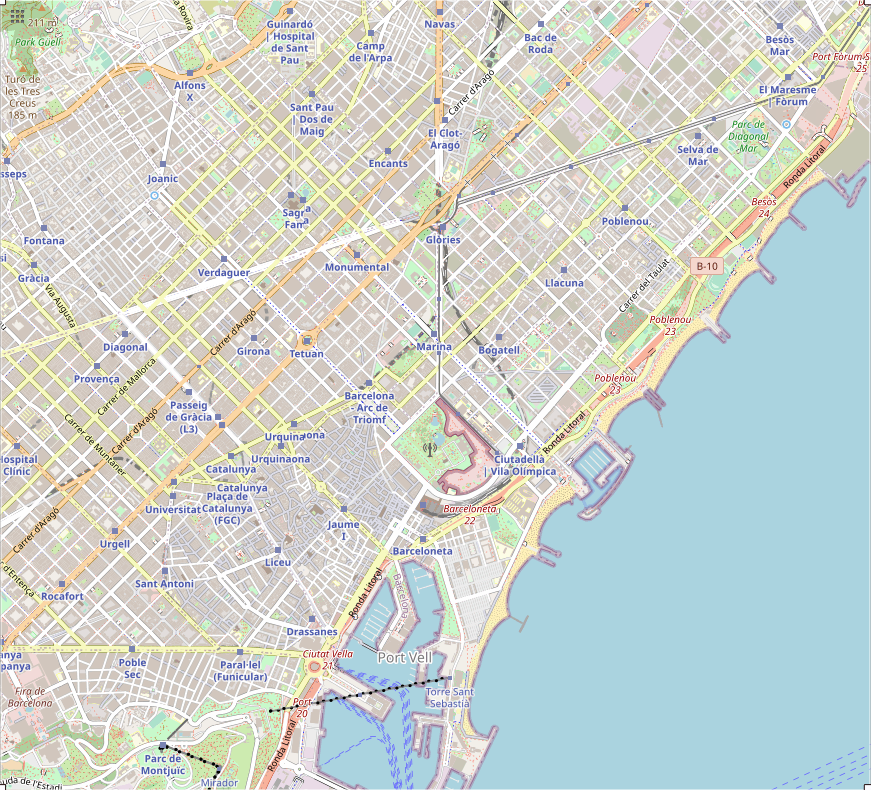 211 m
Park Güell
Turó de
les Tres
Creus
185 m
a Rovira
Guinardó
| Hospital
de Sant
Pau
Navas
Camp
de l'Arpa
Bac de
Roda
Besòs
Mar
Port Fòrum S
25
El Maresme
| Fòrum
Alfons
X
Carrer d'Aragó
Sant Pau
| Dos de
Maig
El Clot-
Aragó
Parc de
Diagonal
Mar
Selva de
Mar
Ronda Litoral
Encants
sseps
Joanic
Besòs
24
Sagr
a
Fam
a
Poblenou
Fontana
Glòries
si
Gràcia
Verdaguer
Monumental
B-10
Llacuna
Carrer del Taulat
Via Augusta
Carrer d'Aragó
Poblenou
23
Diagonal
Girona
Tetuan
Marina
Bogatell
Provença
Carrer de Mallorca
Poblenou
23
Passeig
de Gràcia
(L3)
Barcelona
- Arc de
Triomf
Carrer d'Aragó
Carrer de Muntaner
Urquinaona
Ronda Litoral
Hospital
Clínic
Catalunya
Urquinaona
Ciutadella
| Vila Olímpica
Catalunya
Plaça de
Catalunya
(FGC)
Universitat
Barceloneta
22
Carrer d'Aragó
Jaume
I
Urgell
Barceloneta
Liceu
d'Entença
Sant Antoni
Ronda Litoral
Barcelona
Rocafort
Drassanes
anya
panya
Poble
Sec
Paral·lel
(Funicular)
Ciutat Vella
21
Port Vell
Fira de
Barcelona
Port
20
Torre Sant
Sebastià
Ronda Litoral
Parc de
Montjuïc
Mirador
uda de l'Estadi